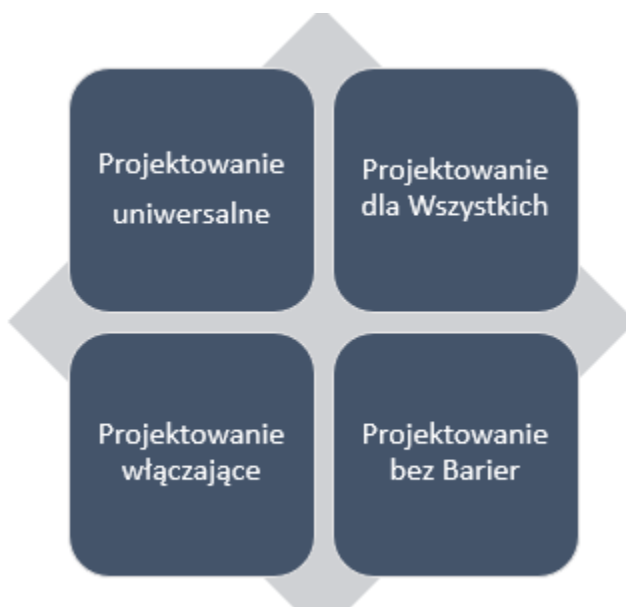 Projektowanie
uniwersalne
Projektowanie
dla Wszystkich
Projektowanie
włączające
Projektowanie
bez Barier